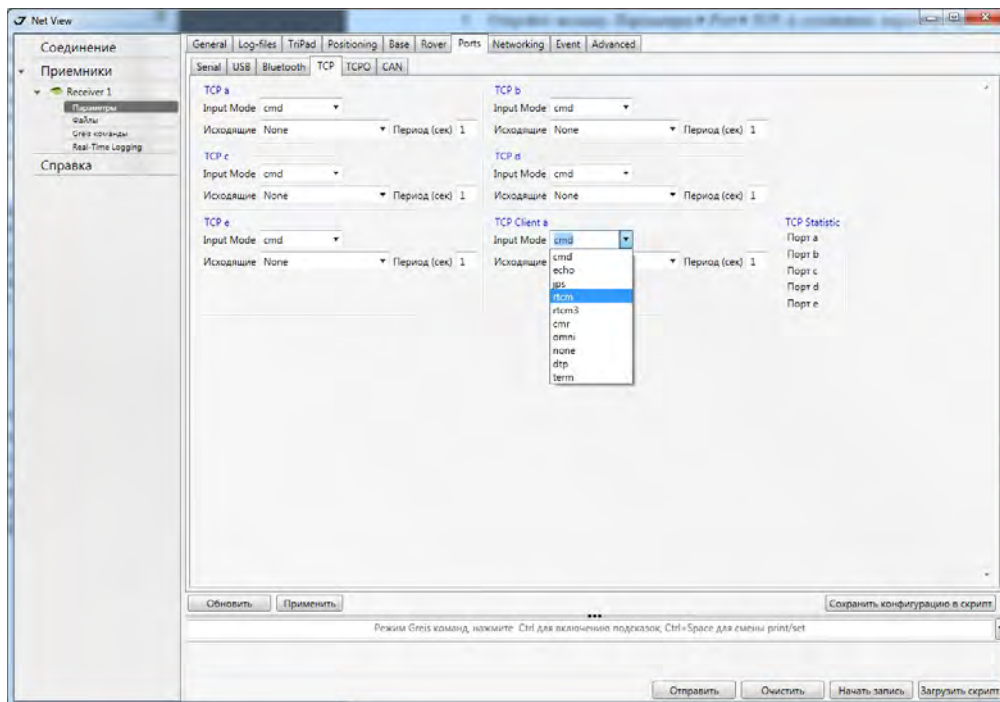 Net View
Соединение
Приемники
Receiver 1
Параметры
Файлы
Greis команды
Real-Time Logging
Справка
General Log-files TriPad Positioning Base Rover Ports Networking Event Advanced
Serial USB Bluetooth TCP TCPO CAN
TCP a TCP b
Input Mode cmd Input Mode cmd
Исходящие None Период (сек) 1 Исходящие None Период (сек) 1
TCP c TCP d
Input Mode cmd Input Mode cmd
Исходящие None Период (сек) 1 Исходящие None Период (сек) 1
TCP e TCP Client a TCP Statistic
Input Mode cmd Input Mode cmd Порт a
Исходящие None Период (сек) 1 Исходящие Период (сек) 1
Порт b
Порт c
Порт d
Порт e
cmd
echo
jps
rtcm
rtcm3
cmr
omni
none
dtp
term
Обновить Применить Сохранить конфигурацию в скрипт
Режим Greis команд, нажмите Ctrl для включению подсказок, Ctrl+Space для смены print/set
Отправить Очистить Начать запись Загрузить скрипт